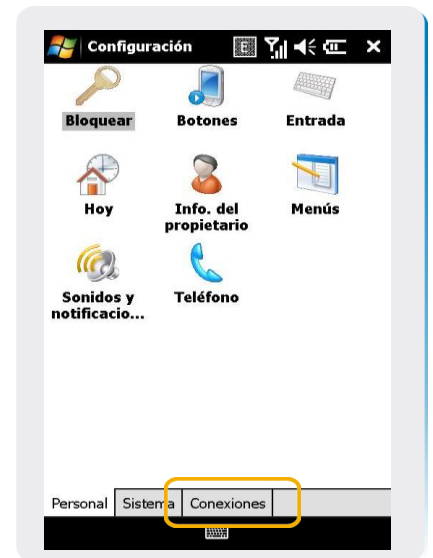 Configuración E
Bloquear Botones Entrada
Hoy Info. del propietario Menús
Sonidos y notificacio... Teléfono
Personal Sistema Conexiones